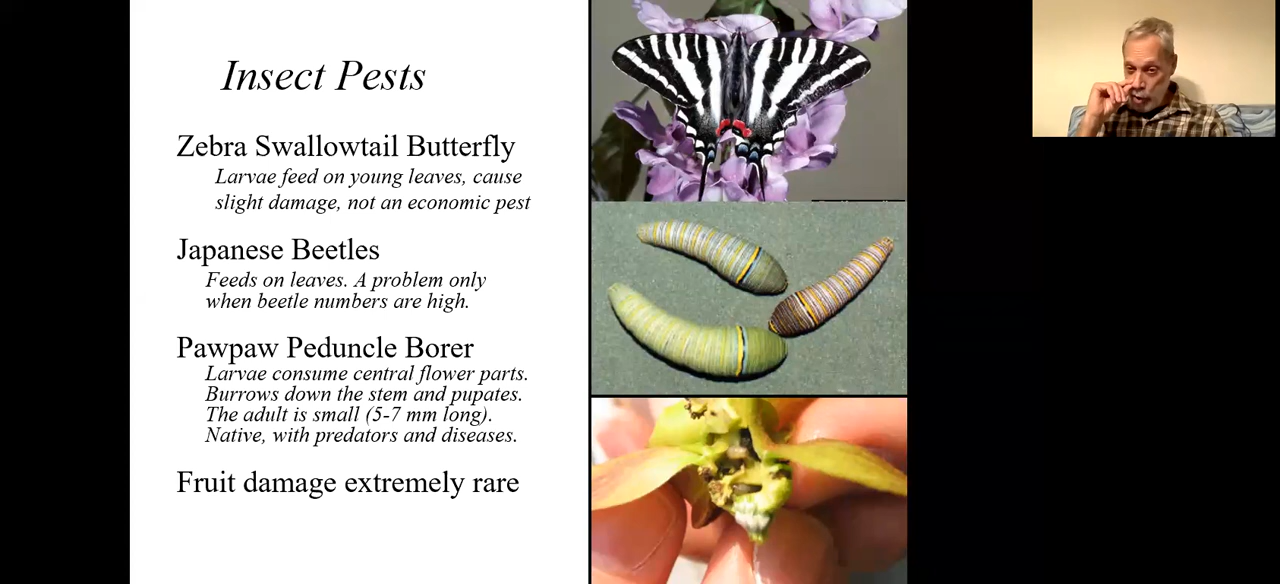 Insect Pests
Zebra Swallowtail Butterfly
Larvae feed on young leaves, cause
slight damage, not an economic pest
Japanese Beetles
Feeds on leaves. A problem only
when beetle numbers are high.
Pawpaw Peduncle Borer
Larvae consume central flower parts.
Burrows down the stem and pupates.
The adult is small (5-7 mm long).
Native, with predators and diseases.
Fruit damage extremely rare